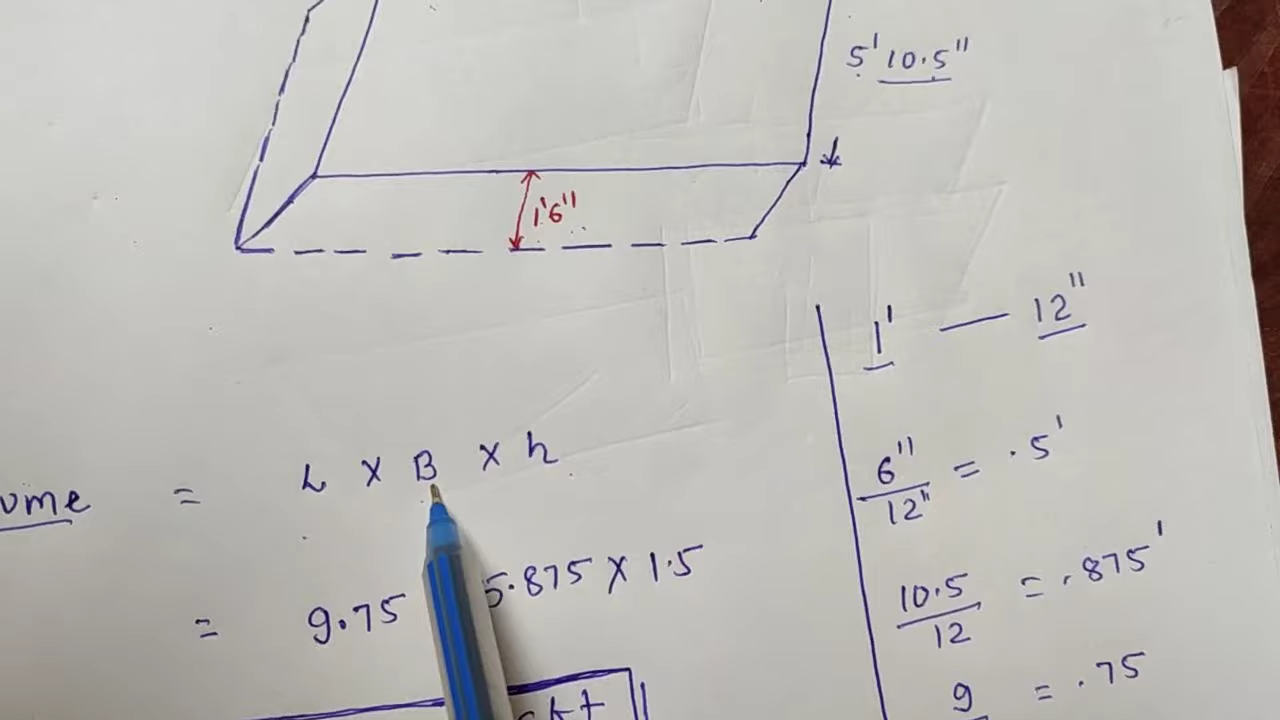 5' 10.5"
1'6"
1' — 12"
L X B X h
6"/12" = .5'
= 9.75 5.875 X 1.5
10.5/12 = .875'
9 = .75